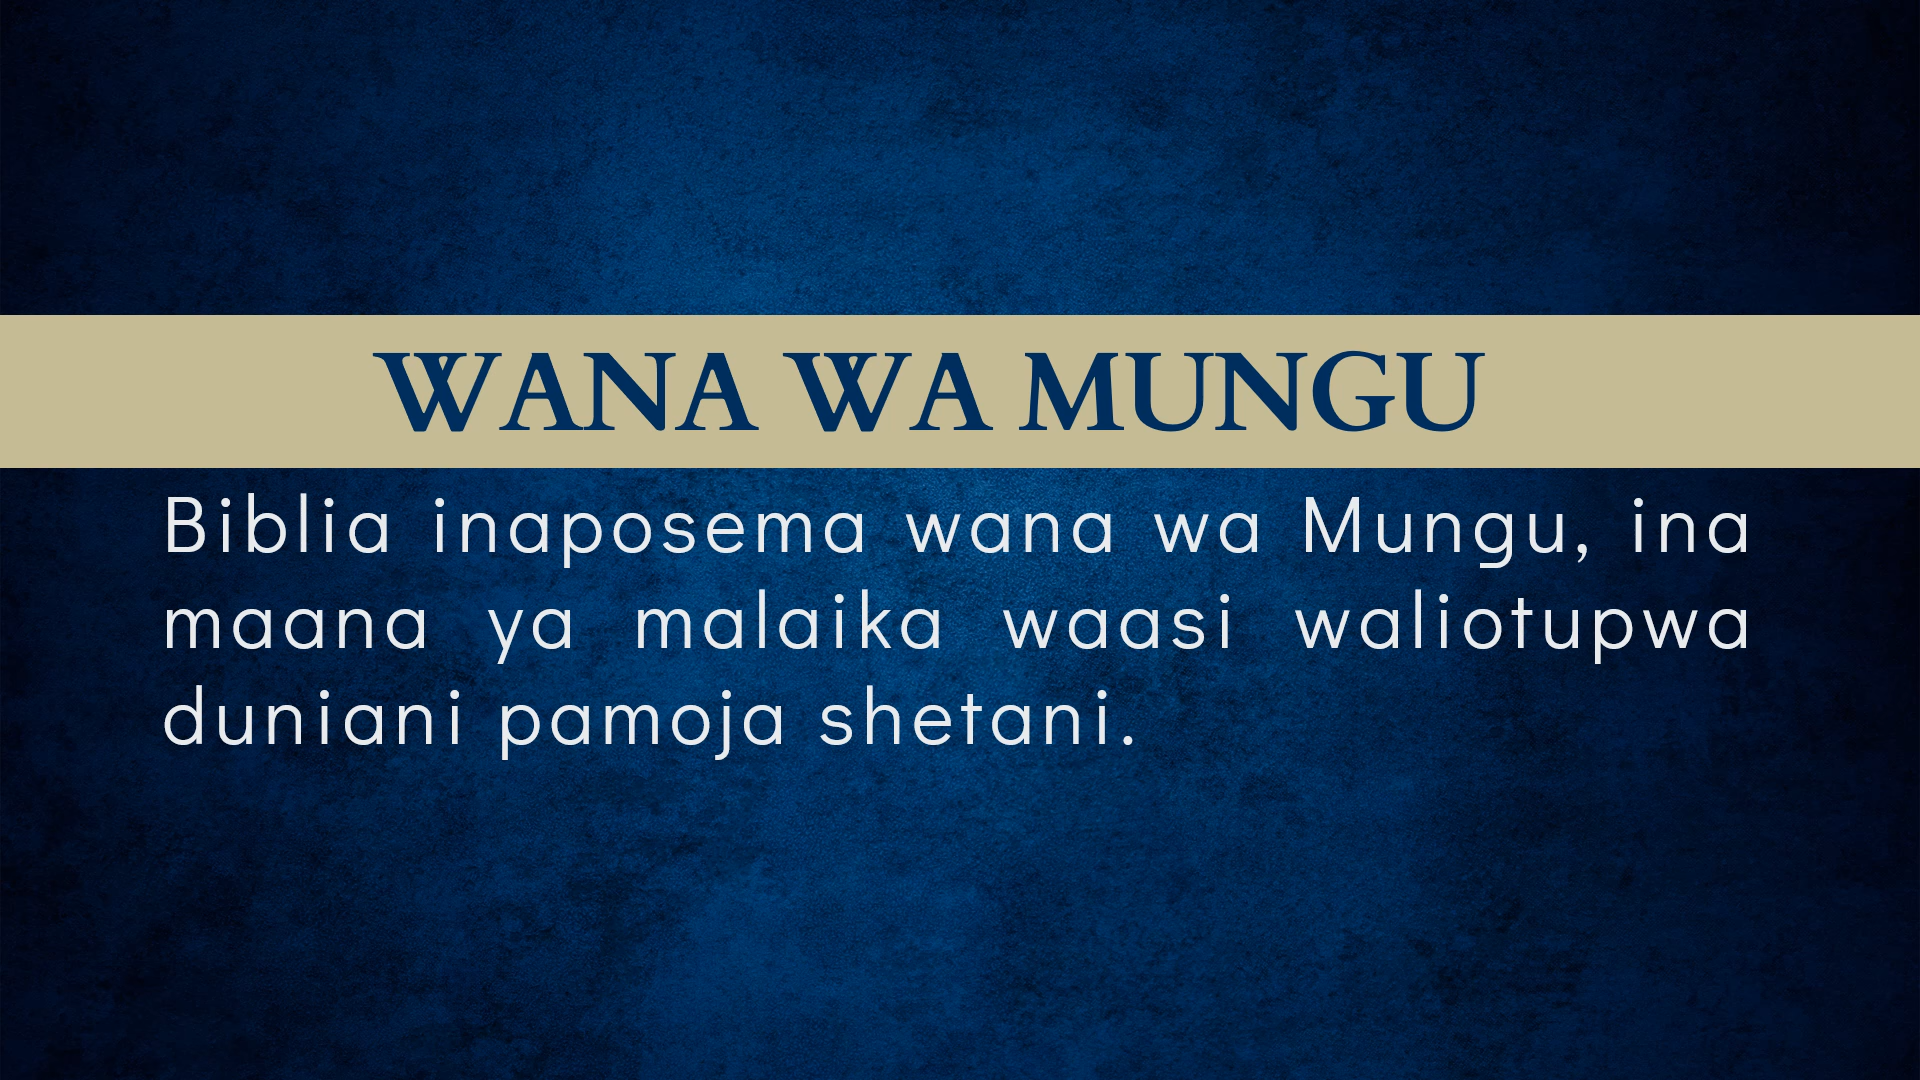 WANA WA MUNGU
Biblia inaposema wana wa Mungu, ina
maana ya malaika waasi waliotupwa
duniani pamoja shetani.